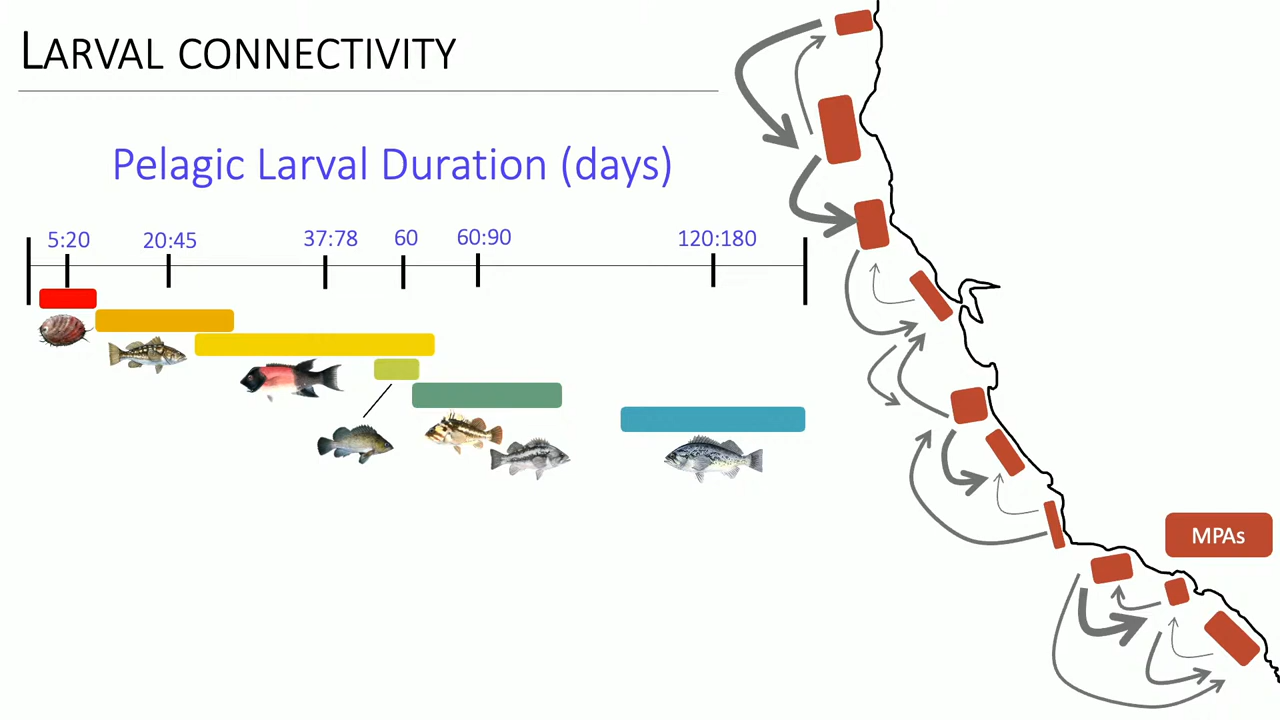 LARVAL CONNECTIVITY
Pelagic Larval Duration (days)
5:20 20:45 37:78 60 60:90 120:180
MPAs